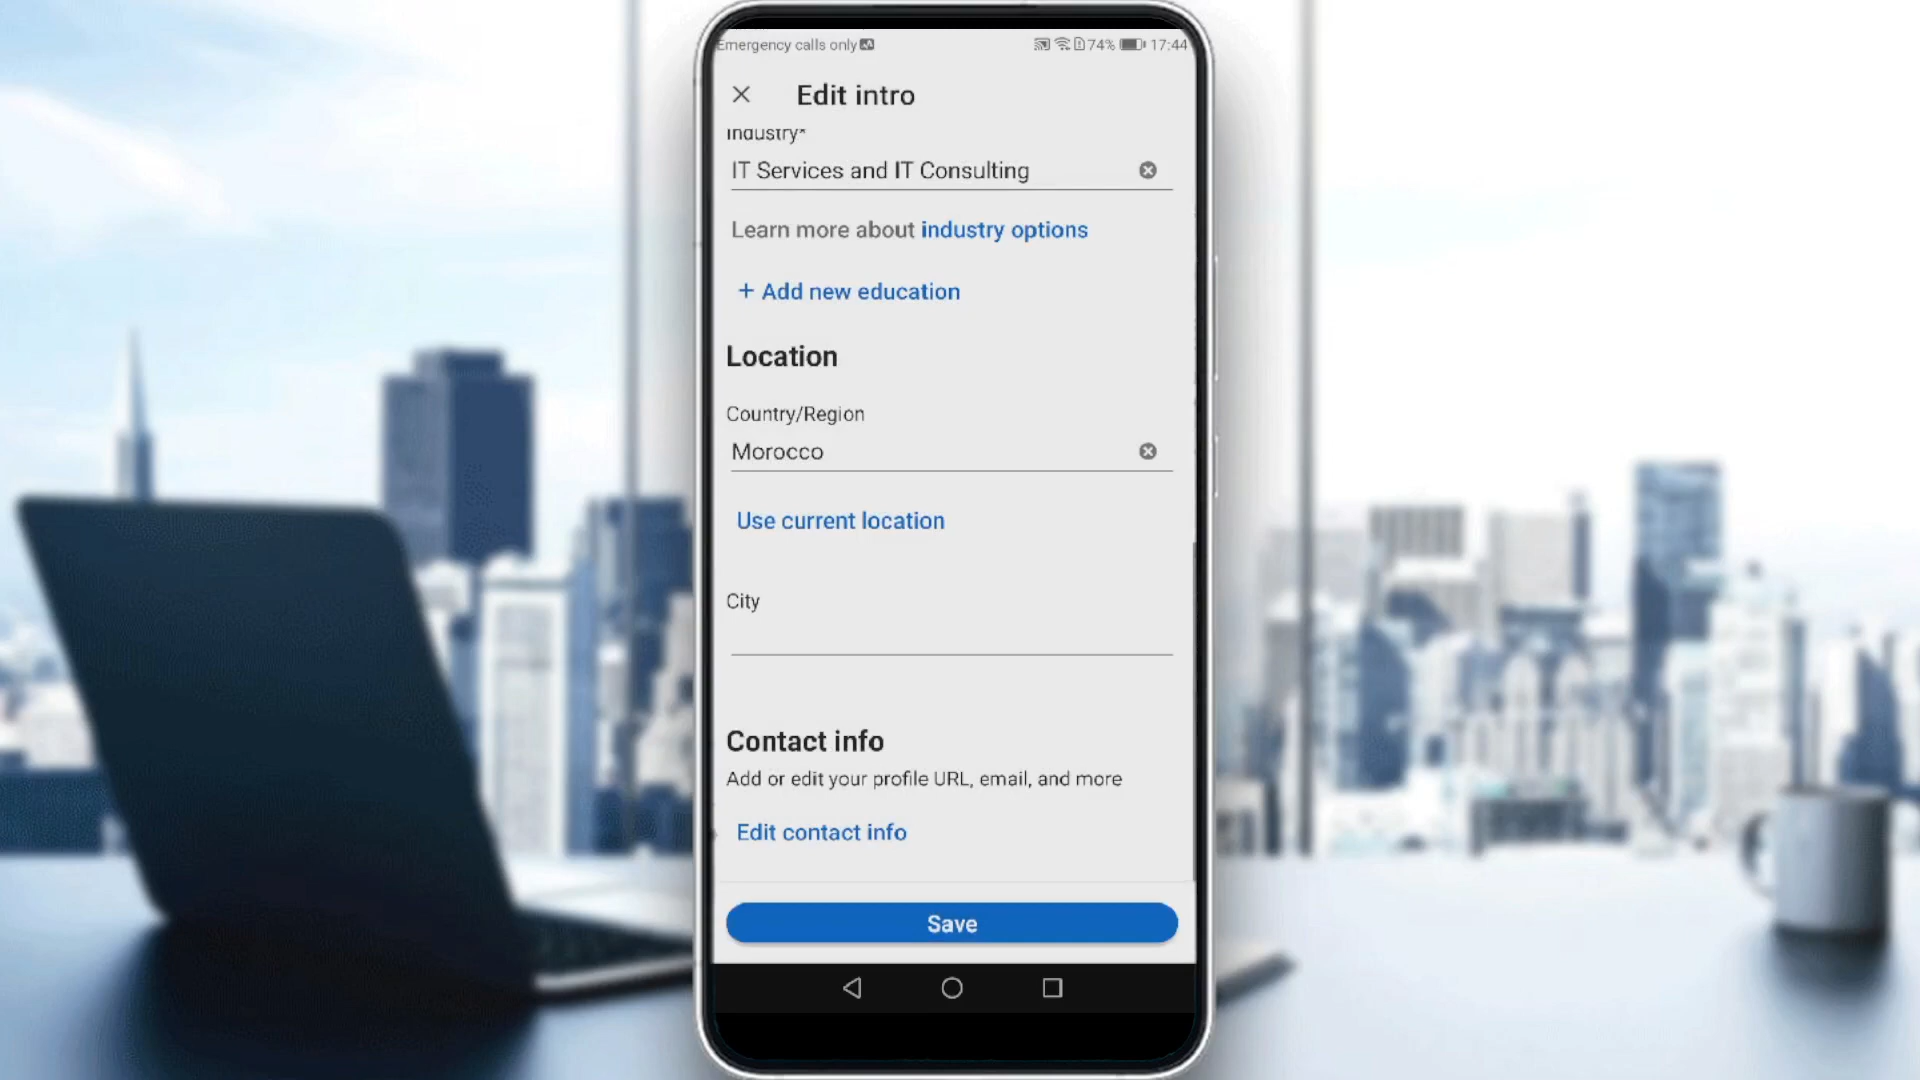 Emergency calls only
74% 17:44
Edit intro
Industry*
IT Services and IT Consulting
Learn more about industry options
+ Add new education
Location
Country/Region
Morocco
Use current location
City
Contact info
Add or edit your profile URL, email, and more
Edit contact info
Save